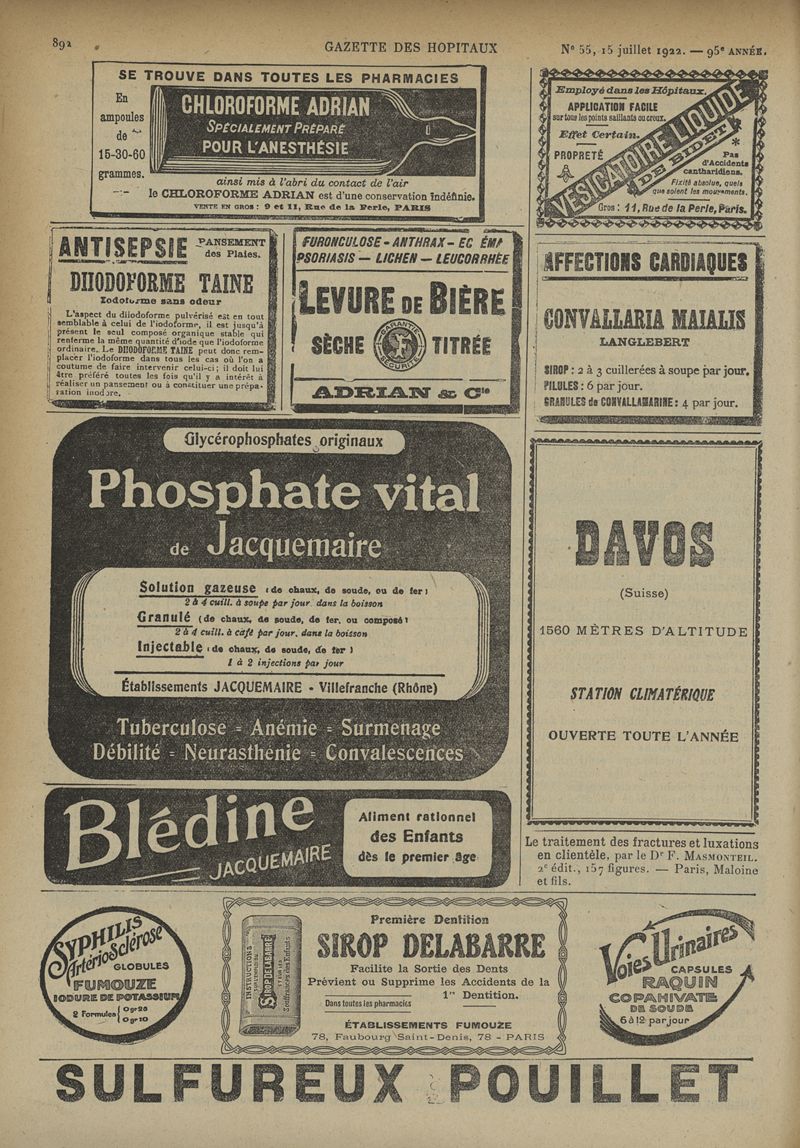 892
GAZETTE DES HOPITAUX
Nº 55, 15 juillet 1922. — 95e ANNÉE.
SE TROUVE DANS TOUTES LES PHARMACIES
En
ampoules
de
15-30-60
grammes.
CHLOROFORME ADRIAN
SPÉCIALEMENT PRÉPARÉ
POUR L'ANESTHÉSIE
ainsi mis à l'abri du contact de l'air
le CHLOROFORME ADRIAN est d'une conservation indéfinie.
VENTE EN GROS : 9 et 11, Rue de la Perle, PARIS
Employé dans les Hôpitaux.
APPLICATION FACILE
sur tous les points saillants ou creux.
Effet Certain.
PROPRETÉ
VÉSICATOIRE LIQUIDE
DE BIDET
*
Pas
d'Accidents
cantharidiens.
Fixité absolue, quels
que soient les mouvements.
Gros : 11, Rue de la Perle, Paris.
ANTISEPSIE
PANSEMENT
des Plaies.
DIIODOFORME TAINE
Iodoforme sans odeur
L'aspect du diiodoforme pulvérisé est en tout
semblable à celui de l'iodoforme, il est jusqu'à
présent le seul composé organique stable qui
renferme la même quantité d'iode que l'iodoforme
ordinaire. Le DIIODOFORME TAINE peut donc rem-
placer l'iodoforme dans tous les cas où l'on a
coutume de faire intervenir celui-ci; il doit lui
être préféré toutes les fois qu'il y a intérêt à
réaliser un pansement ou à constituer une prépa-
ration inodore.
FURONCULOSE - ANTHRAX - EC ÉMA
PSORIASIS — LICHEN — LEUCORRHÉE
LEVURE DE BIÈRE
SÈCHE
GARANTIE
SÉCURITÉ
TITRÉE
ADRIAN & Cie
AFFECTIONS CARDIAQUES
CONVALLARIA MAIALIS
LANGLEBERT
SIROP : 2 à 3 cuillerées à soupe par jour.
PILULES : 6 par jour.
GRANULES de CONVALLAMARINE : 4 par jour.
Glycérophosphates originaux
Phosphate vital
de Jacquemaire
Solution gazeuse (de chaux, de soude, ou de fer)
2 à 4 cuill. à soupe par jour dans la boisson
Granulé (de chaux, de soude, de fer, ou composé)
2 à 4 cuill. à café par jour. dans la boisson
Injectable (de chaux, de soude, de fer )
1 à 2 injections par jour
Établissements JACQUEMAIRE - Villefranche (Rhône)
Tuberculose = Anémie = Surmenage
Débilité = Neurasthénie = Convalescences
DAVOS
(Suisse)
1560 MÈTRES D'ALTITUDE
STATION CLIMATÉRIQUE
OUVERTE TOUTE L'ANNÉE
Blédine
JACQUEMAIRE
Aliment rationnel
des Enfants
dès le premier âge
Le traitement des fractures et luxations
en clientèle, par le Dr F. MASMONTEIL.
2e édit., 157 figures. — Paris, Maloine
et fils.
SYPHILIS
ArtérioSclérose
GLOBULES
FUMOUZE
IODURE DE POTASSIUM
2 Formules { 0gr25
0gr10
INSTRUCTIONS
SIROP DELABARRE
Souffrances des Enfants
Première Dentition
SIROP DELABARRE
Facilite la Sortie des Dents
Prévient ou Supprime les Accidents de la
1re Dentition.
Dans toutes les pharmacies
ÉTABLISSEMENTS FUMOUZE
78, Faubourg Saint-Denis, 78 - PARIS
Voies Urinaires
CAPSULES
RAQUIN
COPAHIVATE
DE SOUDE
6 à 12 par jour
SULFUREUX POUILLET